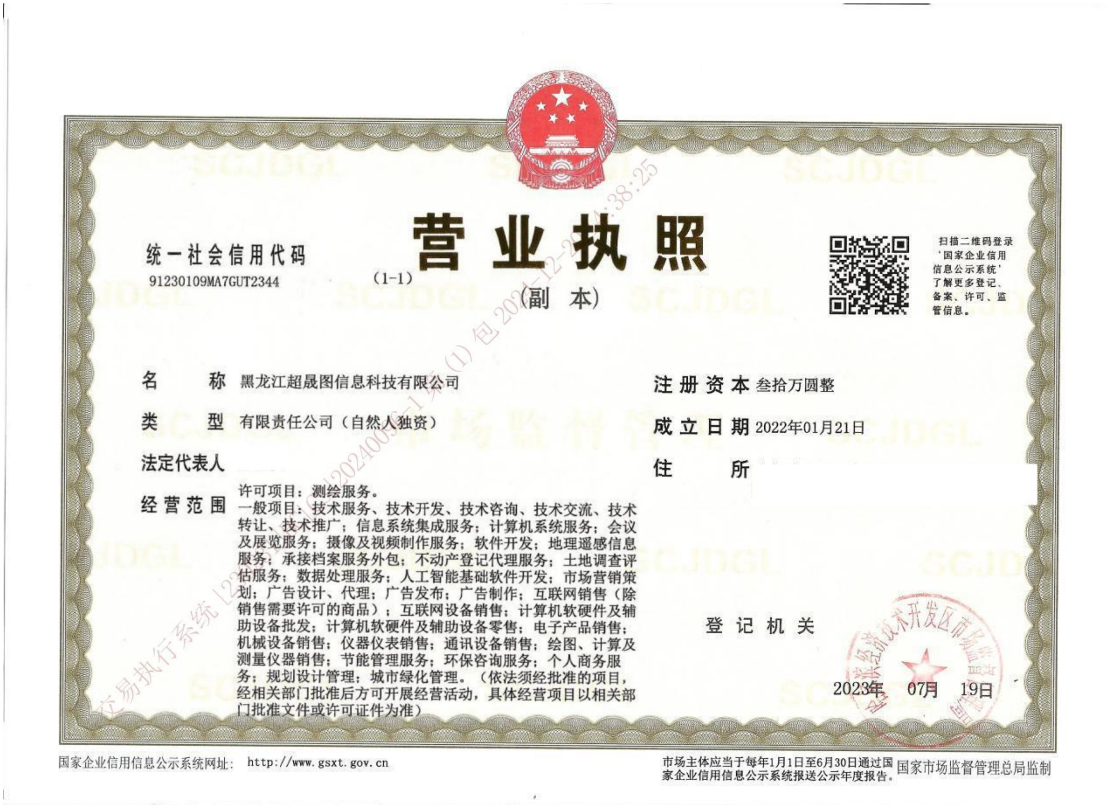 营业执照
(副 本)
(1-1)
统一社会信用代码
91230109MA7GUT2344
扫描二维码登录
'国家企业信用
信息公示系统'
了解更多登记、
备案、许可、监
管信息。
名 称 黑龙江超晟图信息科技有限公司
类 型 有限责任公司（自然人独资）
法定代表人
经营范围 许可项目：测绘服务。
一般项目：技术服务、技术开发、技术咨询、技术交流、技术
转让、技术推广；信息系统集成服务；计算机系统服务；会议
及展览服务；摄像及视频制作服务；软件开发；地理遥感信息
服务；承接档案服务外包；不动产登记代理服务；土地调查评
估服务；数据处理服务；人工智能基础软件开发；市场营销策
划；广告设计、代理；广告发布；广告制作；互联网销售（除
销售需要许可的商品）；互联网设备销售；计算机软硬件及辅
助设备批发；计算机软硬件及辅助设备零售；电子产品销售；
机械设备销售；仪器仪表销售；通讯设备销售；绘图、计算及
测量仪器销售；节能管理服务；环保咨询服务；个人商务服
务；规划设计管理；城市绿化管理。（依法须经批准的项目，
经相关部门批准后方可开展经营活动，具体经营项目以相关部
门批准文件或许可证件为准）
注册资本 叁拾万圆整
成立日期 2022年01月21日
住 所
登记机关
2023年 07月 19日
国家企业信用信息公示系统网址： http://www.gsxt.gov.cn
市场主体应当于每年1月1日至6月30日通过国
家企业信用信息公示系统报送公示年度报告。
国家市场监督管理总局监制